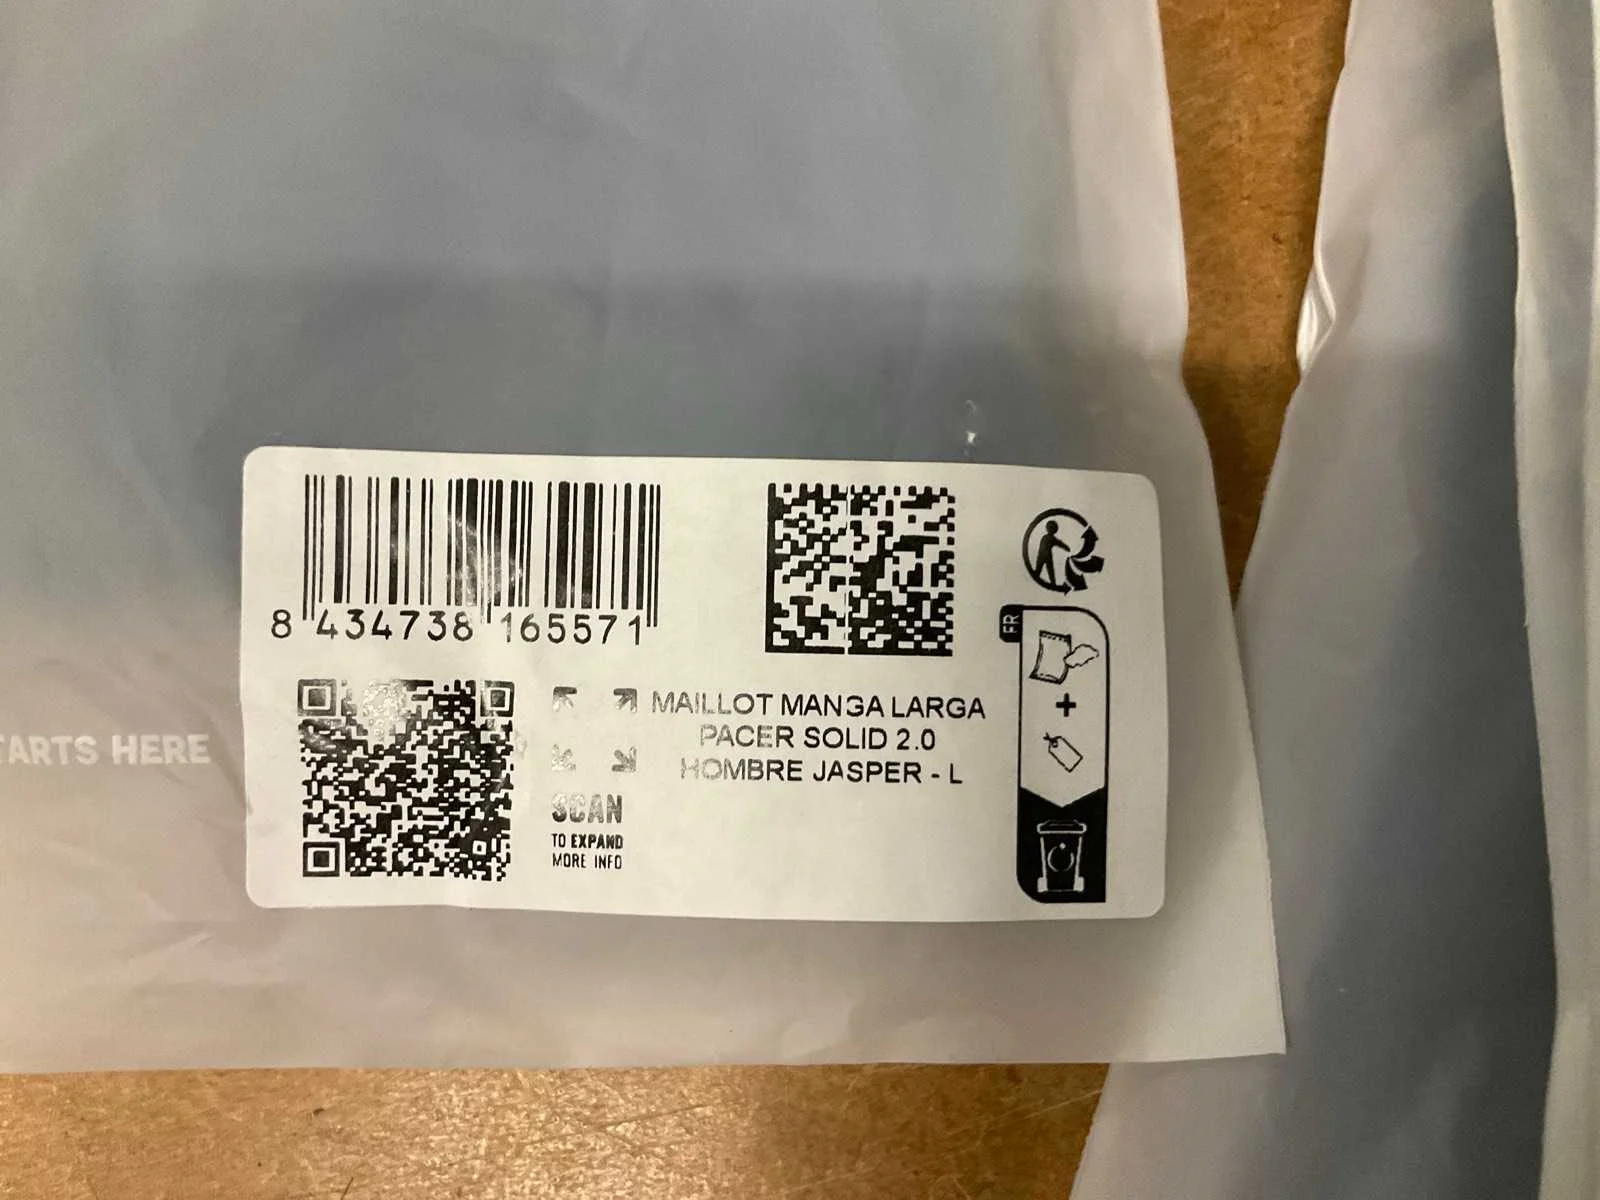 8 434738 165571
FR
MAILLOT MANGA LARGA
PACER SOLID 2.0
HOMBRE JASPER - L
+
SCAN
TO EXPAND
MORE INFO
TARTS HERE